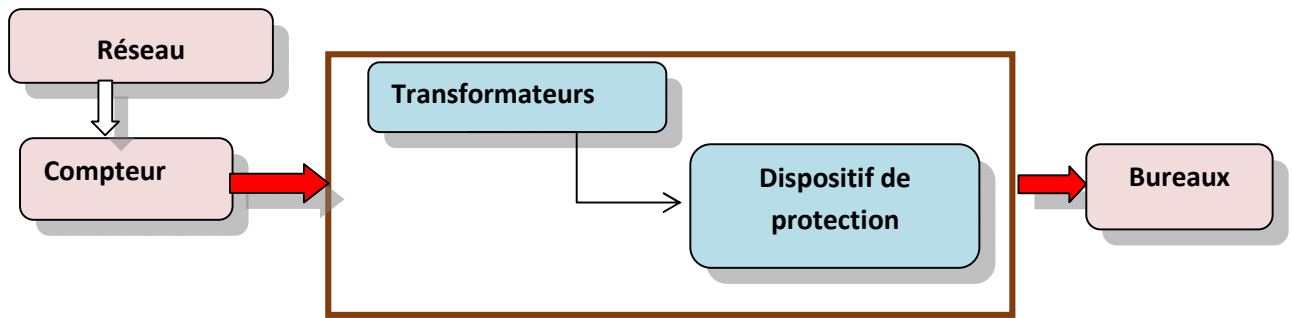 Réseau
Compteur
Transformateurs
Dispositif de
protection
Bureaux